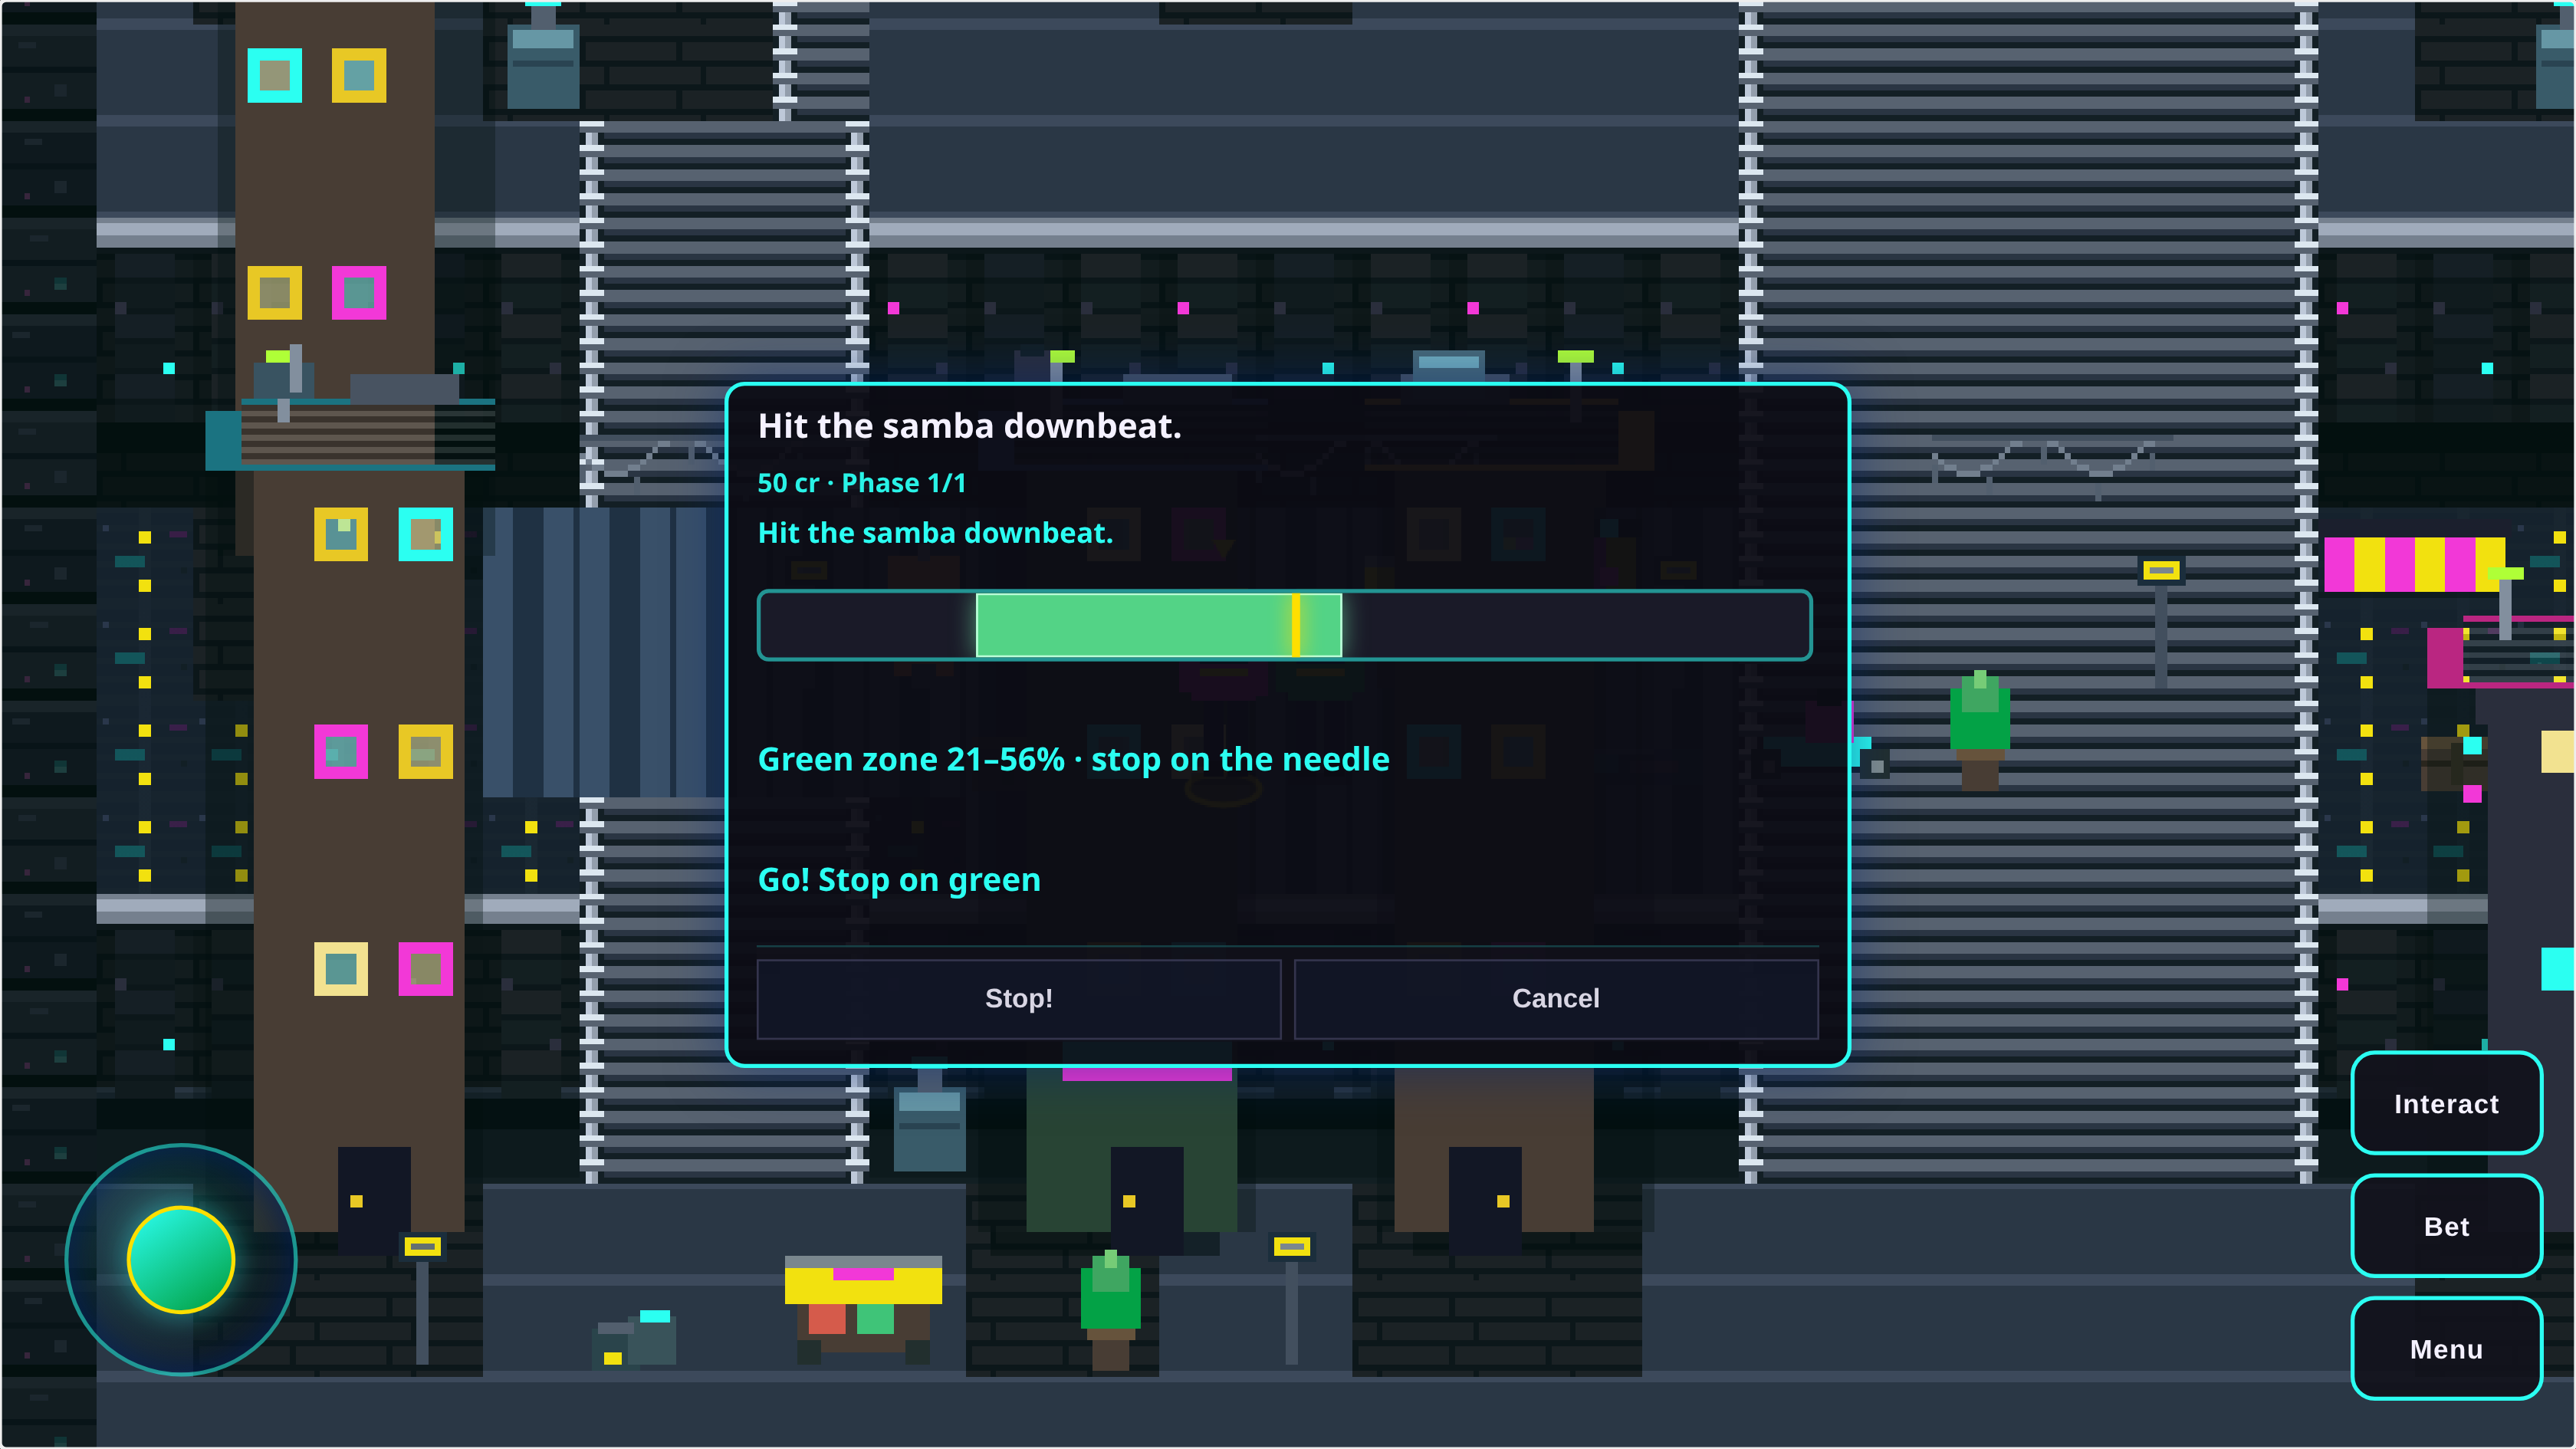 Hit the samba downbeat.
50 cr · Phase 1/1
Hit the samba downbeat.
Green zone 21–56% · stop on the needle
Go! Stop on green
Stop!
Cancel
Interact
Bet
Menu